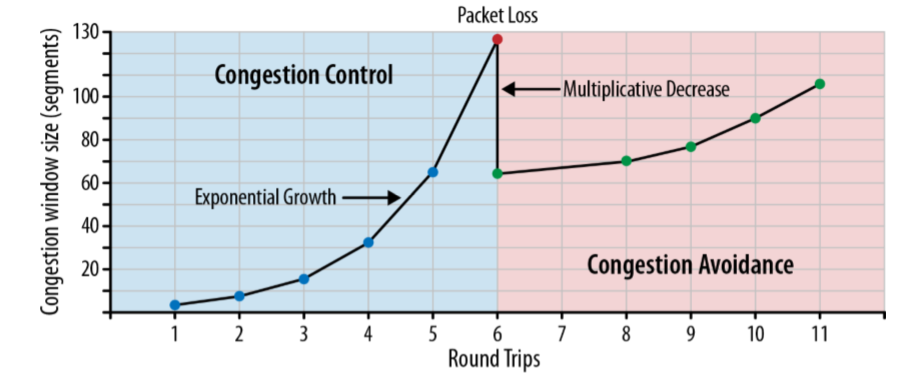 Packet Loss
130
100
80
60
40
20
Congestion window size (segments)
Congestion Control
Multiplicative Decrease
Exponential Growth
Congestion Avoidance
1 2 3 4 5 6 7 8 9 10 11
Round Trips